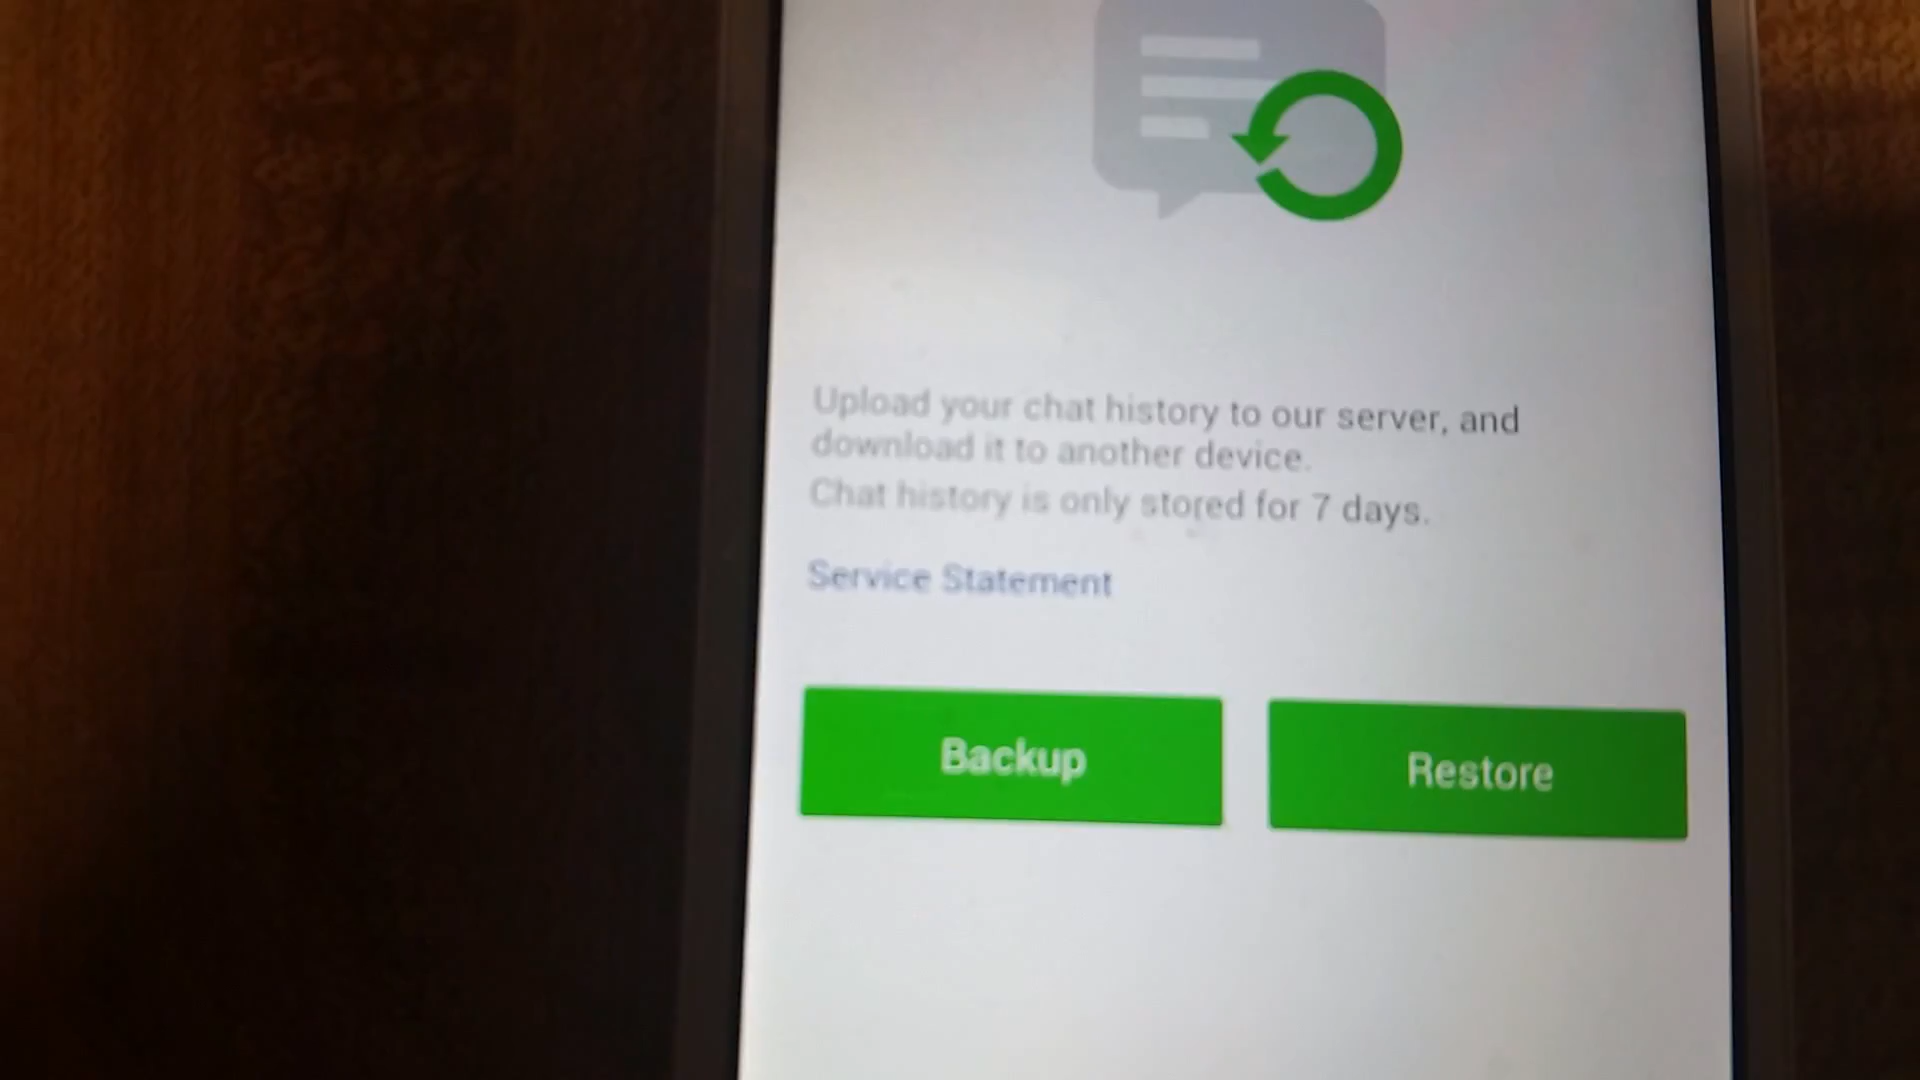 Upload your chat history to our server, and
download it to another device.
Chat history is only stored for 7 days.
Service Statement
Backup
Restore